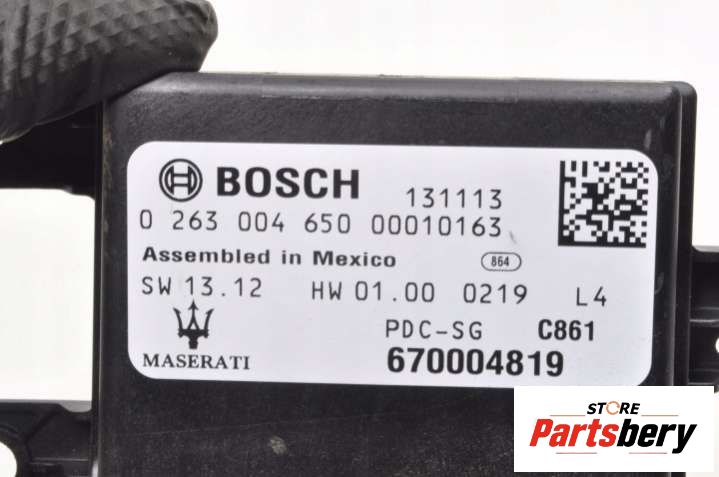 BOSCH 131113
0 263 004 650 00010163
Assembled in Mexico 864
SW 13.12 HW 01.00 0219 L4
PDC-SG C861
MASERATI 670004819
STORE
Partsbery